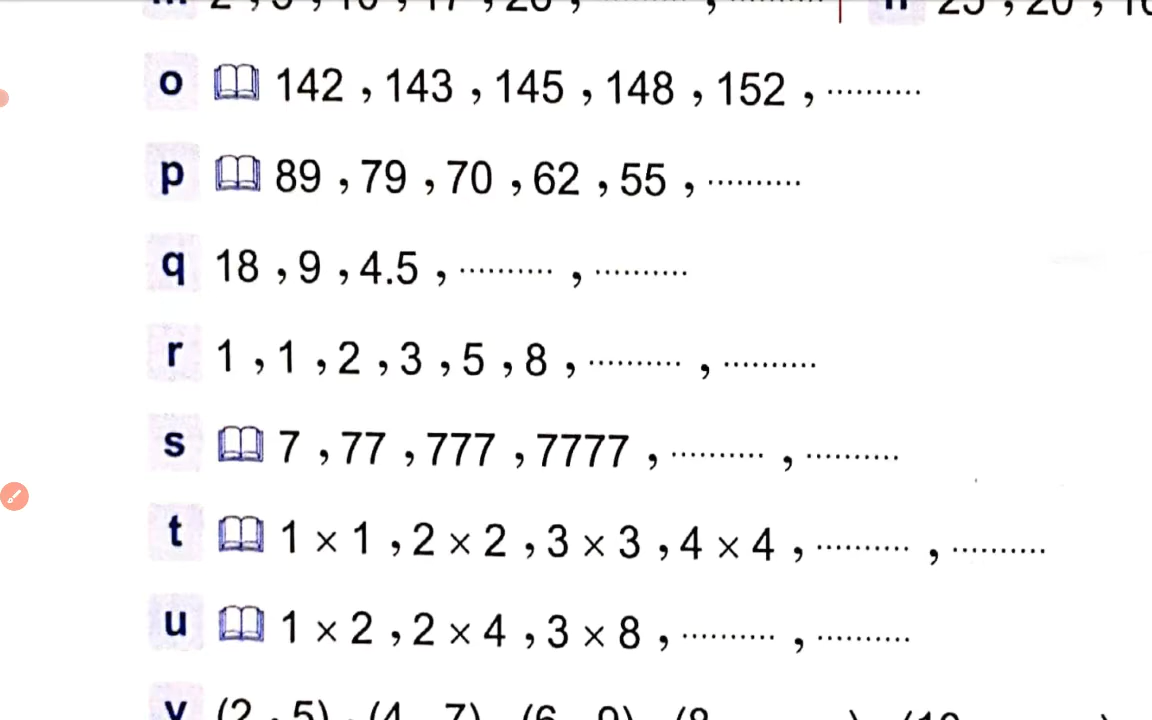 o 142 , 143 , 145 , 148 , 152 , ..........
p 89 , 79 , 70 , 62 , 55 , ..........
q 18 , 9 , 4.5 , .......... , ..........
r 1 , 1 , 2 , 3 , 5 , 8 , .......... , ..........
s 7 , 77 , 777 , 7777 , .......... , ..........
t 1 × 1 , 2 × 2 , 3 × 3 , 4 × 4 , .......... , ..........
u 1 × 2 , 2 × 4 , 3 × 8 , .......... , ..........